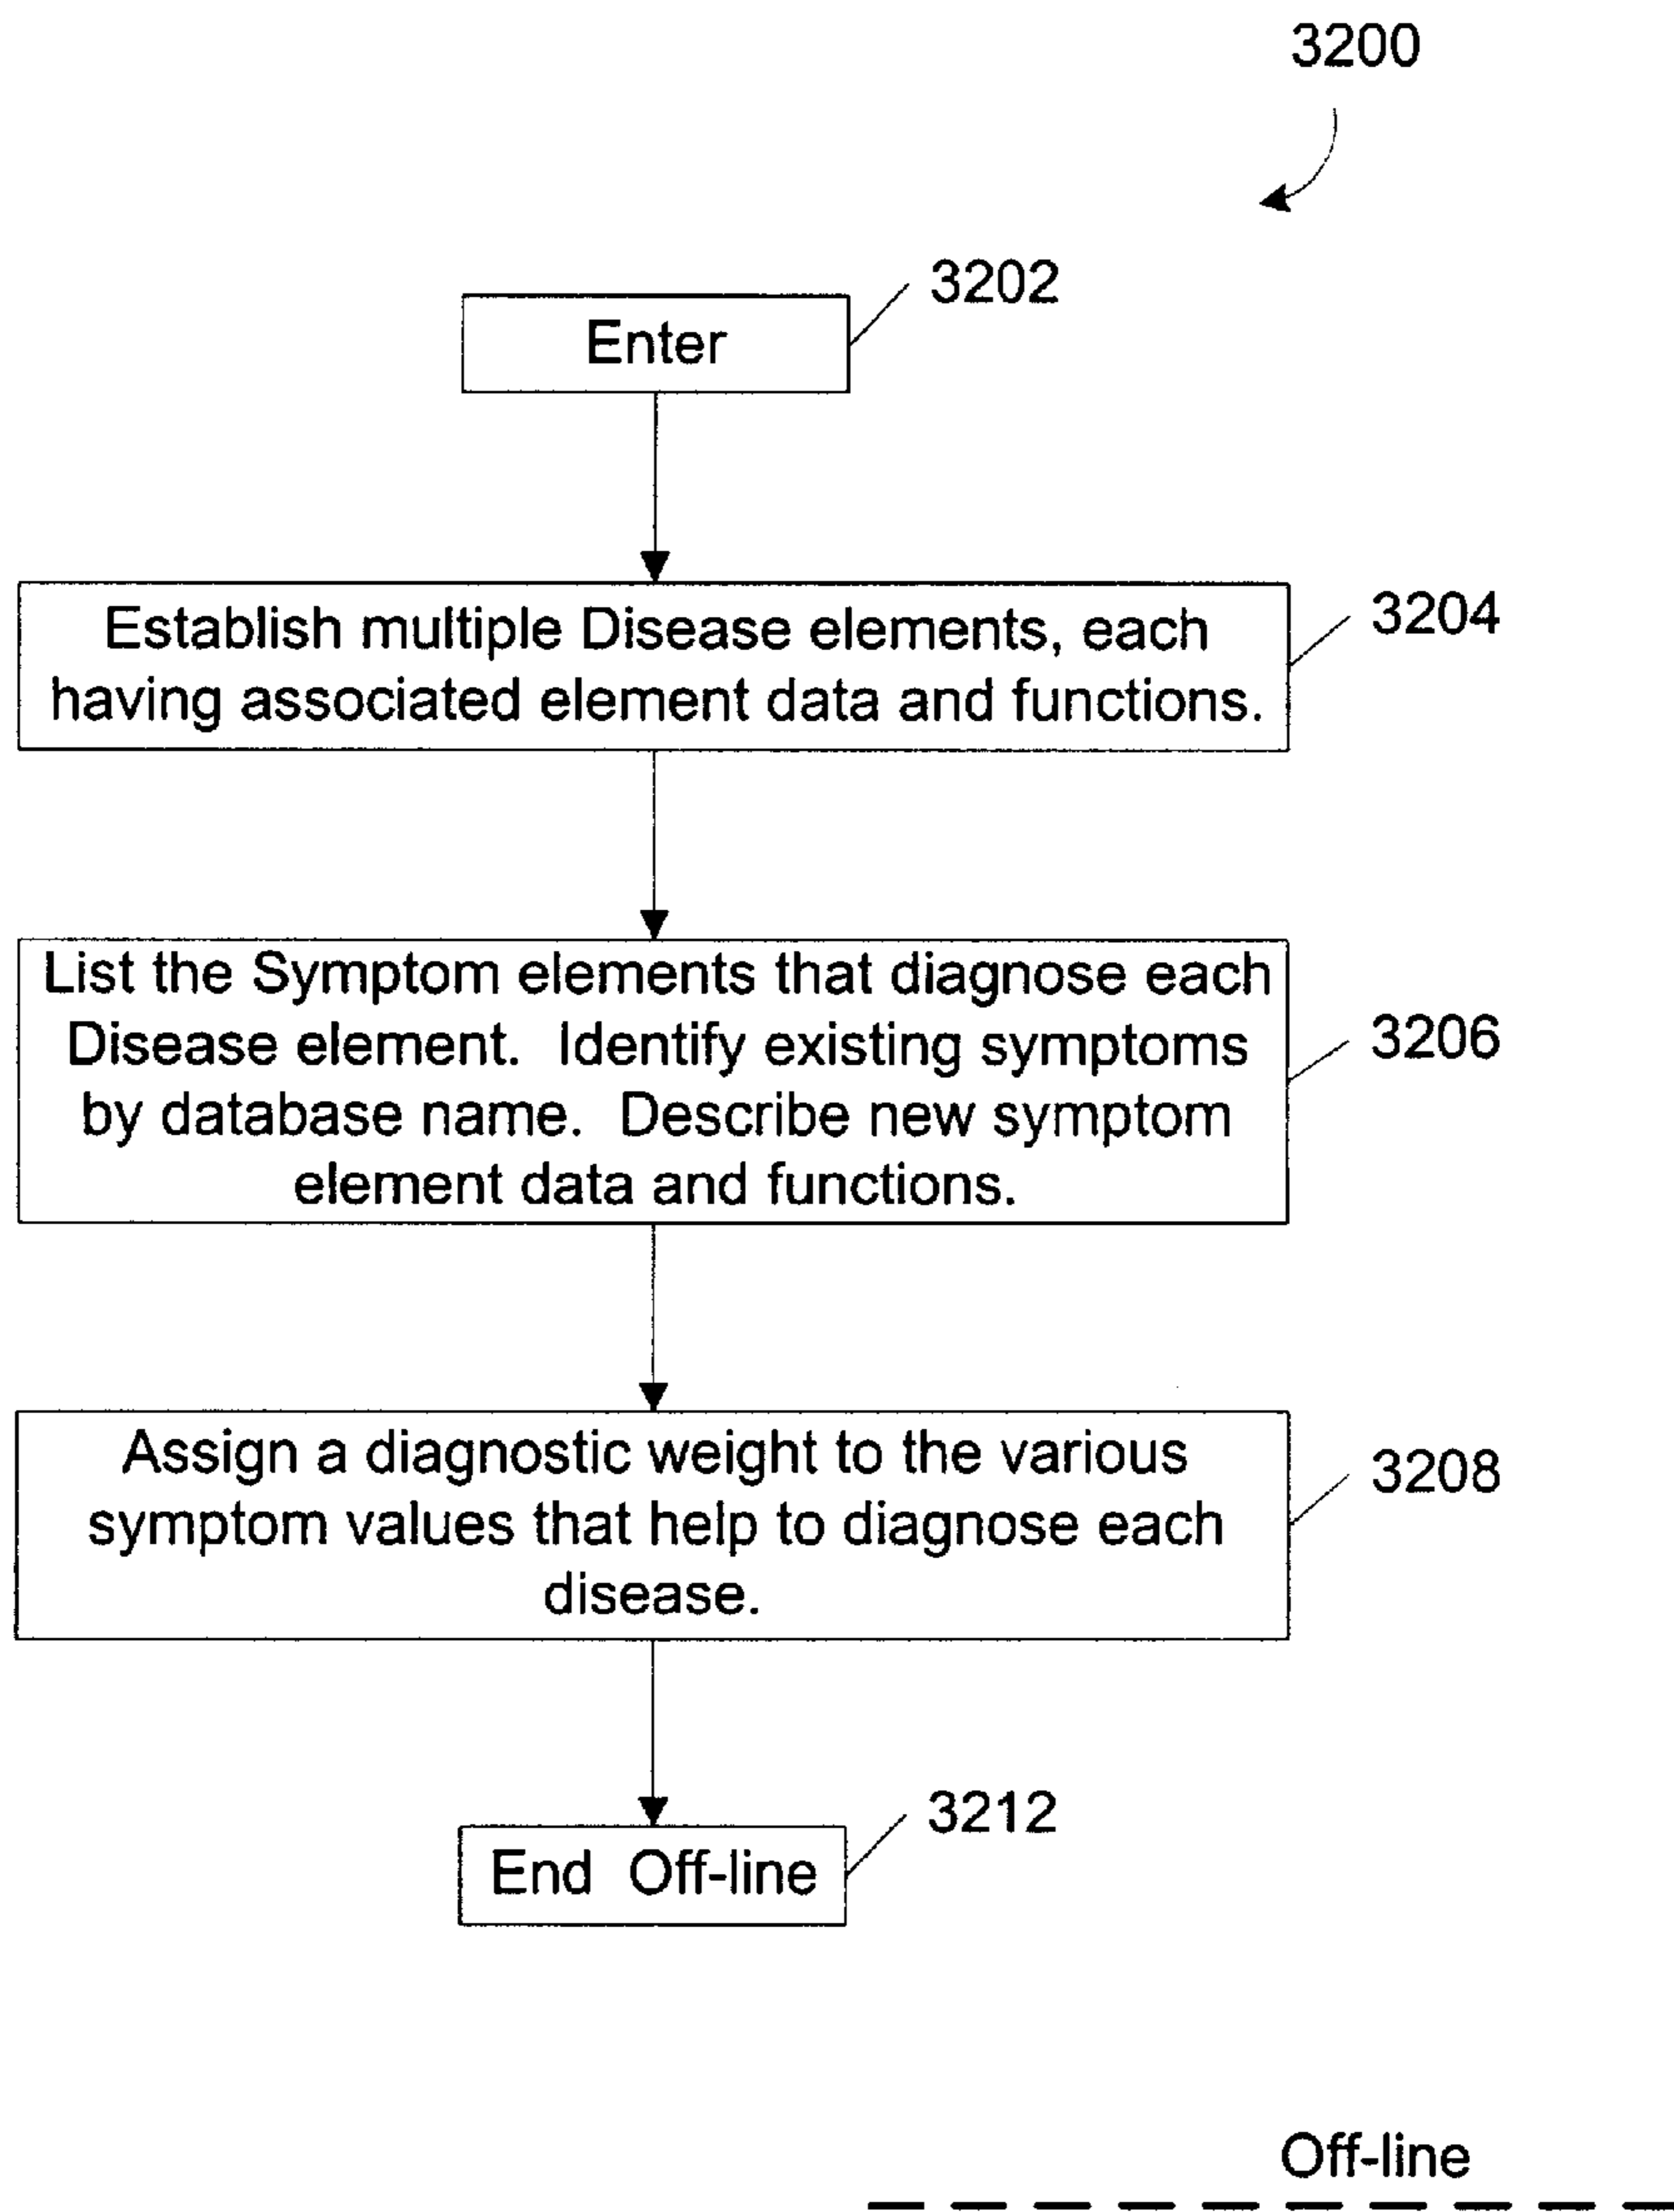 3200
3202
Enter
3204
Establish multiple Disease elements, each
having associated element data and functions.
List the Symptom elements that diagnose each
Disease element.  Identify existing symptoms
3206
by database name.  Describe new symptom
element data and functions.
Assign a diagnostic weight to the various
3208
symptom values that help to diagnose each
disease.
3212
End  Off-line
Off-line